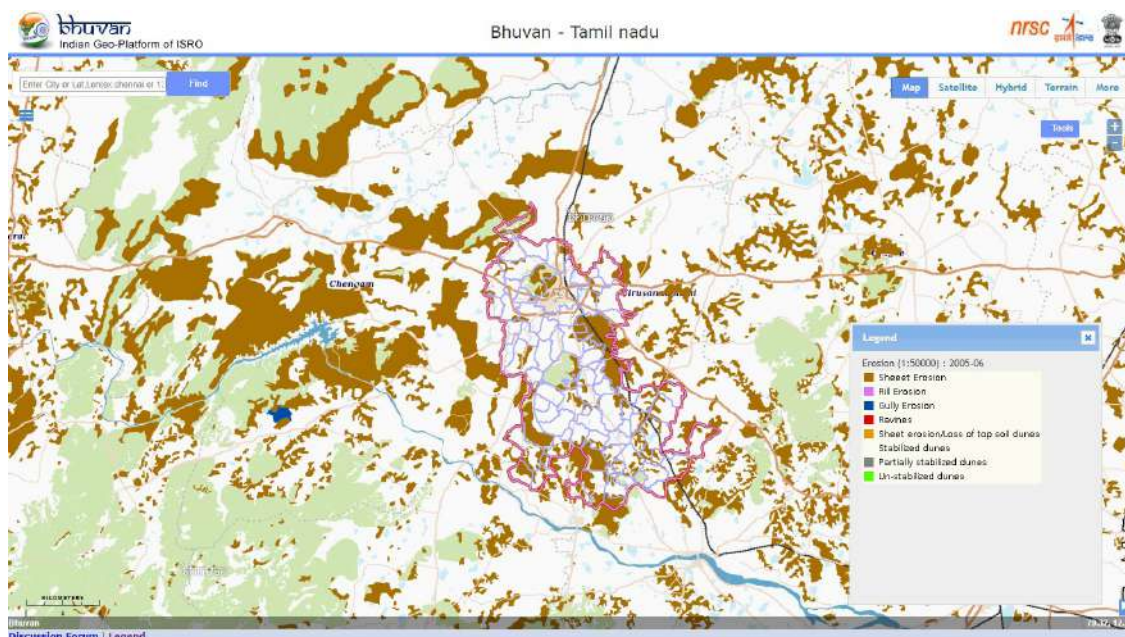 bhuvan
Indian Geo-Platform of ISRO
Bhuvan - Tamil nadu
nrsc
Find
Map Satellite Hybrid Terrain More
Tools
+
-
Chengam
Legend
Erosion (1:50000) : 2005-06
Sheeet Erosion
Rill Erosion
Gully Erosion
Ravines
Sheet erosion/Loss of top soil dunes
Stabilized dunes
Partially stabilized dunes
Un-stabilized dunes
KILOMETERS
Bhuvan
Discussion Forum | Legend